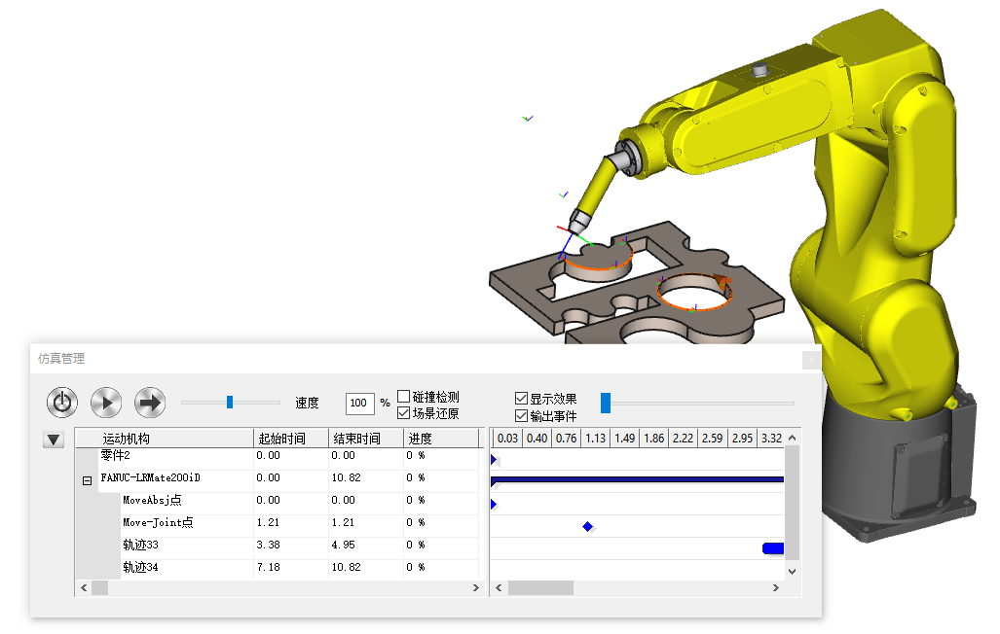 仿真管理
速度 100 % 碰撞检测 显示效果
场景还原 输出事件
运动机构 起始时间 结束时间 进度 0.03 0.40 0.76 1.13 1.49 1.86 2.22 2.59 2.95 3.32
零件2 0.00 0.00 0 %
FANUC-LRMate200iD 0.00 10.82 0 %
MoveAbsj点 0.00 0.00 0 %
Move-Joint点 1.21 1.21 0 %
轨迹33 3.38 4.95 0 %
轨迹34 7.18 10.82 0 %